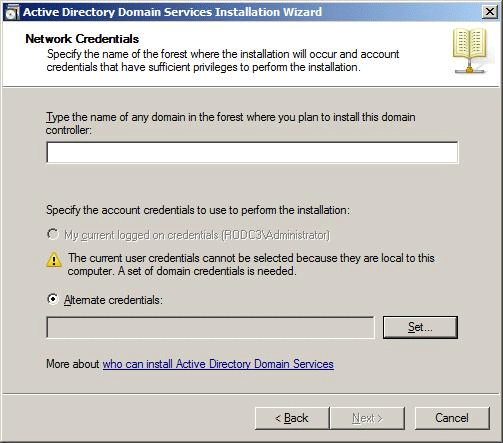 Active Directory Domain Services Installation Wizard
Network Credentials
Specify the name of the forest where the installation will occur and account
credentials that have sufficient privileges to perform the installation.
Type the name of any domain in the forest where you plan to install this domain
controller:
Specify the account credentials to use to perform the installation:
My current logged on credentials (RODC3\Administrator)
The current user credentials cannot be selected because they are local to this
computer. A set of domain credentials is needed.
Alternate credentials:
Set...
More about who can install Active Directory Domain Services
< Back Next > Cancel